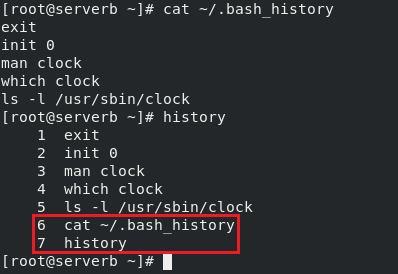 [root@serverb ~]# cat ~/.bash_history
exit
init 0
man clock
which clock
ls -l /usr/sbin/clock
[root@serverb ~]# history
1 exit
2 init 0
3 man clock
4 which clock
5 ls -l /usr/sbin/clock
6 cat ~/.bash_history
7 history
[root@serverb ~]#